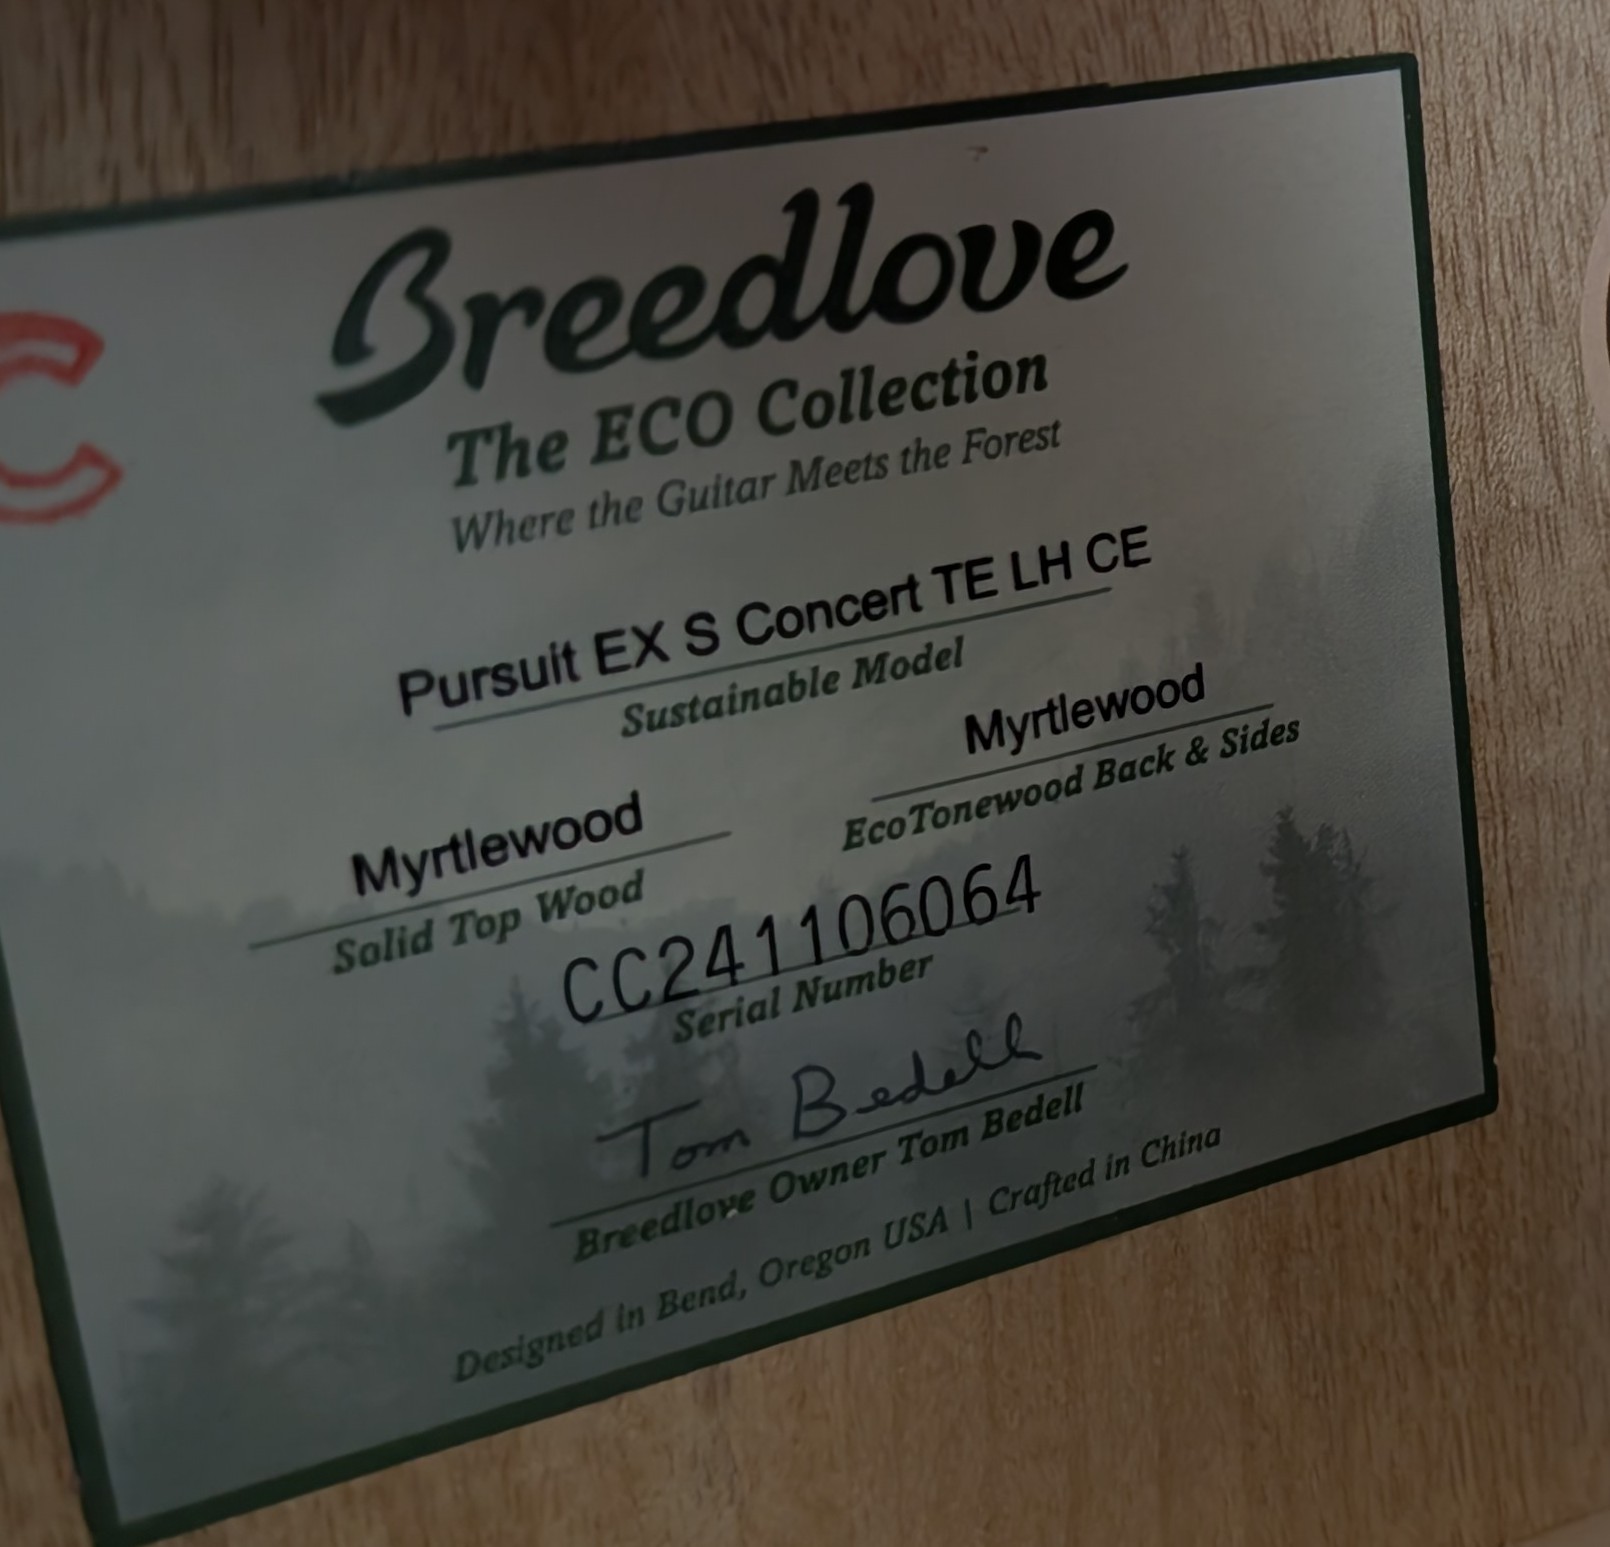 C
Breedlove
The ECO Collection
Where the Guitar Meets the Forest
Pursuit EX S Concert TE LH CE
Sustainable Model
Myrtlewood
EcoTonewood Back & Sides
Myrtlewood
Solid Top Wood
CC241106064
Serial Number
Tom Bedell
Breedlove Owner Tom Bedell
Designed in Bend, Oregon USA | Crafted in China